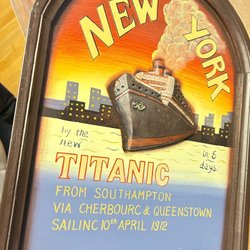 NEW YORK
by the new
in 5 days
TITANIC
FROM SOUTHAMPTON
VIA CHERBOURG & QUEENSTOWN
SAILING 10th APRIL 1912